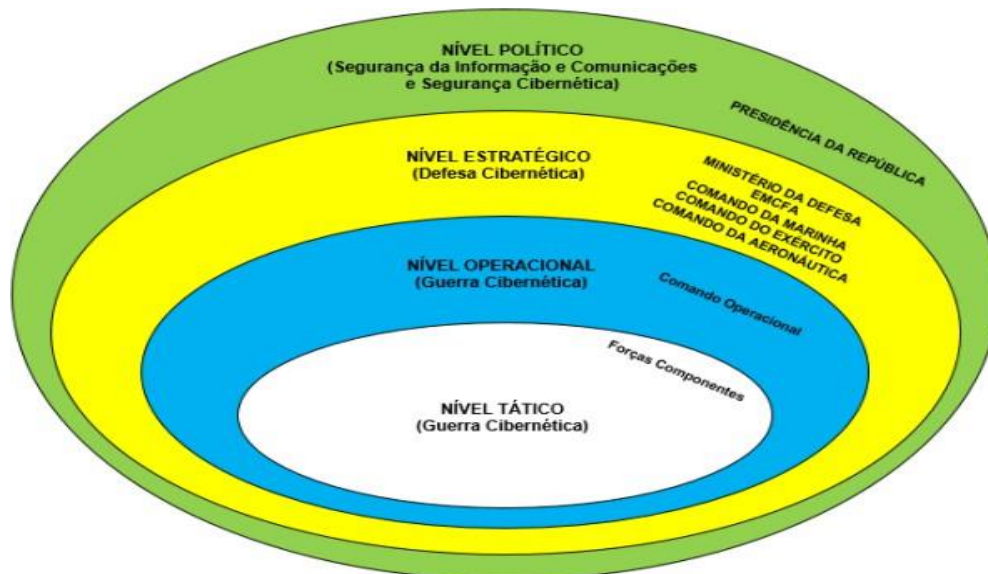 NÍVEL POLÍTICO
(Segurança da Informação e Comunicações
e Segurança Cibernética)
PRESIDÊNCIA DA REPÚBLICA
NÍVEL ESTRATÉGICO
(Defesa Cibernética)
MINISTÉRIO DA DEFESA
EMCFA
COMANDO DA MARINHA
COMANDO DO EXÉRCITO
COMANDO DA AERONÁUTICA
NÍVEL OPERACIONAL
(Guerra Cibernética)
Comando Operacional
Forças Componentes
NÍVEL TÁTICO
(Guerra Cibernética)